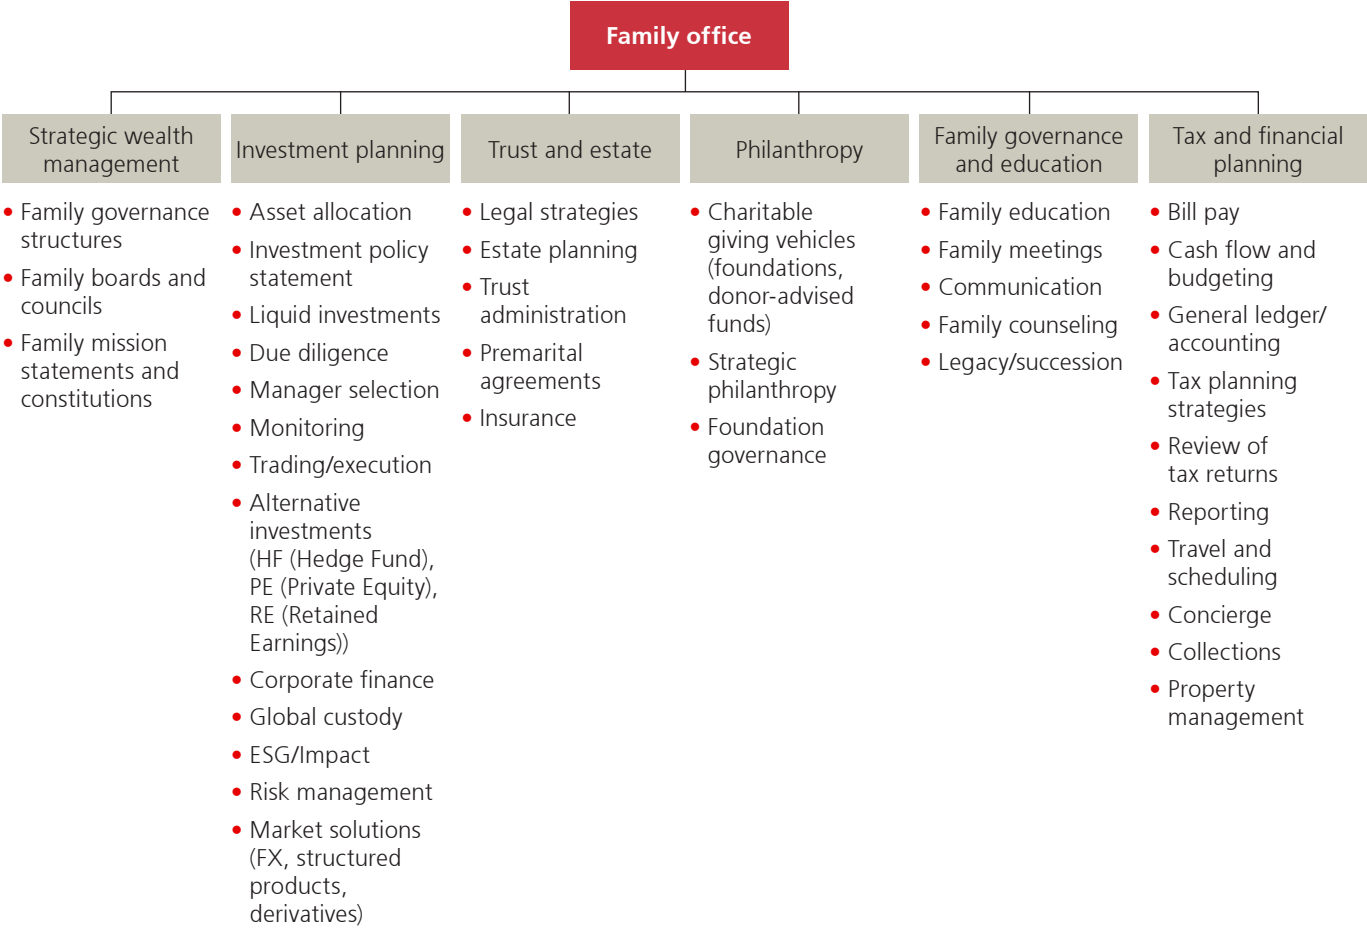 Family office
Strategic wealth
management
• Family governance
structures
• Family boards and
councils
• Family mission
statements and
constitutions
Investment planning
• Asset allocation
• Investment policy
statement
• Liquid investments
• Due diligence
• Manager selection
• Monitoring
• Trading/execution
• Alternative
investments
(HF (Hedge Fund),
PE (Private Equity),
RE (Retained
Earnings))
• Corporate finance
• Global custody
• ESG/Impact
• Risk management
• Market solutions
(FX, structured
products,
derivatives)
Trust and estate
• Legal strategies
• Estate planning
• Trust
administration
• Premarital
agreements
• Insurance
Philanthropy
• Charitable
giving vehicles
(foundations,
donor-advised
funds)
• Strategic
philanthropy
• Foundation
governance
Family governance
and education
• Family education
• Family meetings
• Communication
• Family counseling
• Legacy/succession
Tax and financial
planning
• Bill pay
• Cash flow and
budgeting
• General ledger/
accounting
• Tax planning
strategies
• Review of
tax returns
• Reporting
• Travel and
scheduling
• Concierge
• Collections
• Property
management